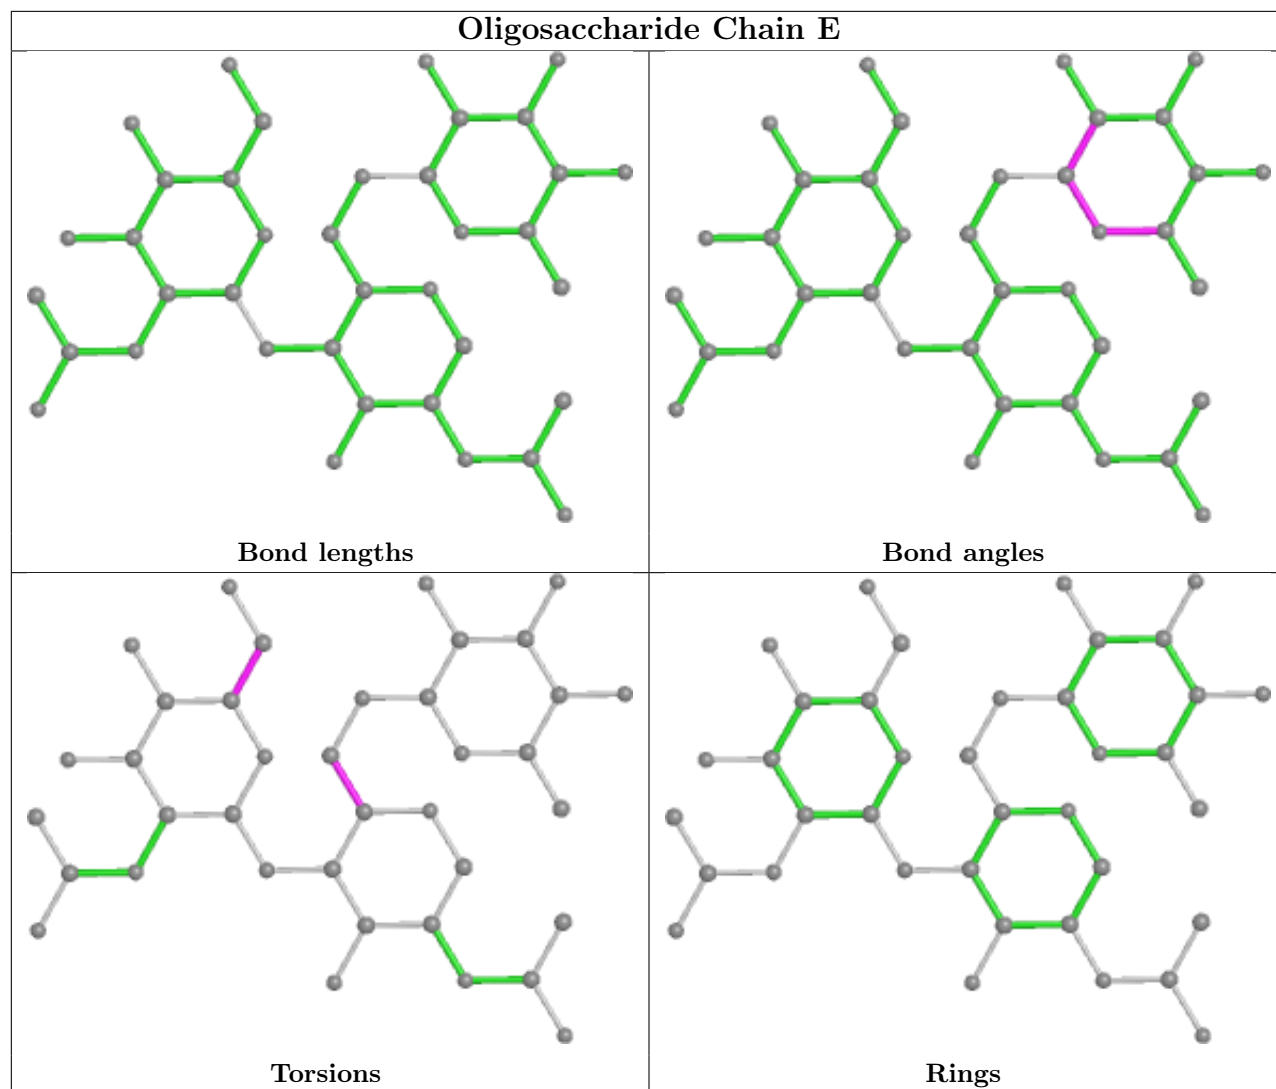 Oligosaccharide Chain E
Bond lengths
Bond angles
Torsions
Rings